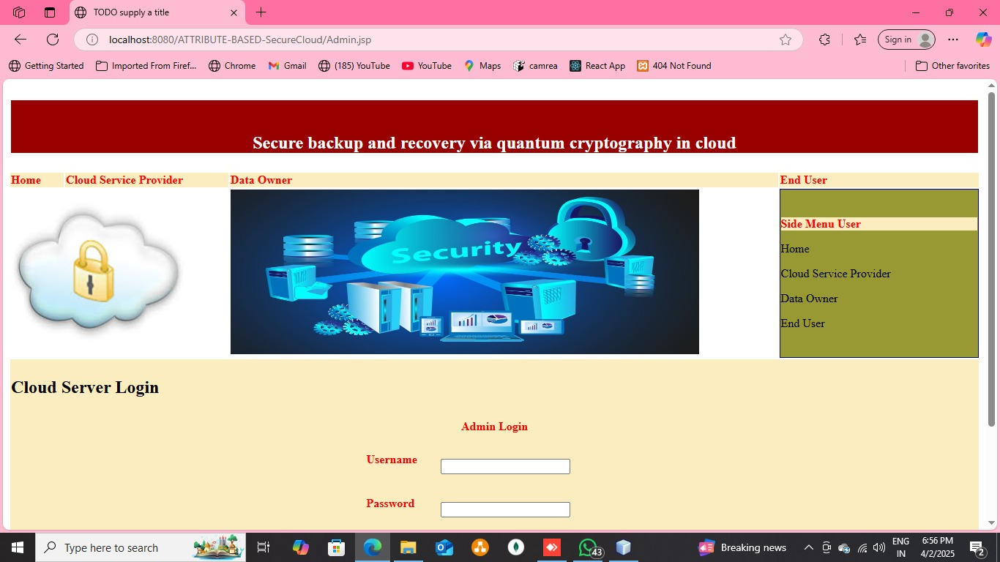 TODO supply a title
localhost:8080/ATTRIBUTE-BASED-SecureCloud/Admin.jsp
Sign in
Getting Started
Imported From Firef...
Chrome
Gmail
(185) YouTube
YouTube
Maps
camrea
React App
404 Not Found
Other favorites
Secure backup and recovery via quantum cryptography in cloud
Home
Cloud Service Provider
Data Owner
End User
Security
Side Menu User
Home
Cloud Service Provider
Data Owner
End User
Cloud Server Login
Admin Login
Username
Password
Type here to search
43
Breaking news
ENG
IN
6:56 PM
4/2/2025
2